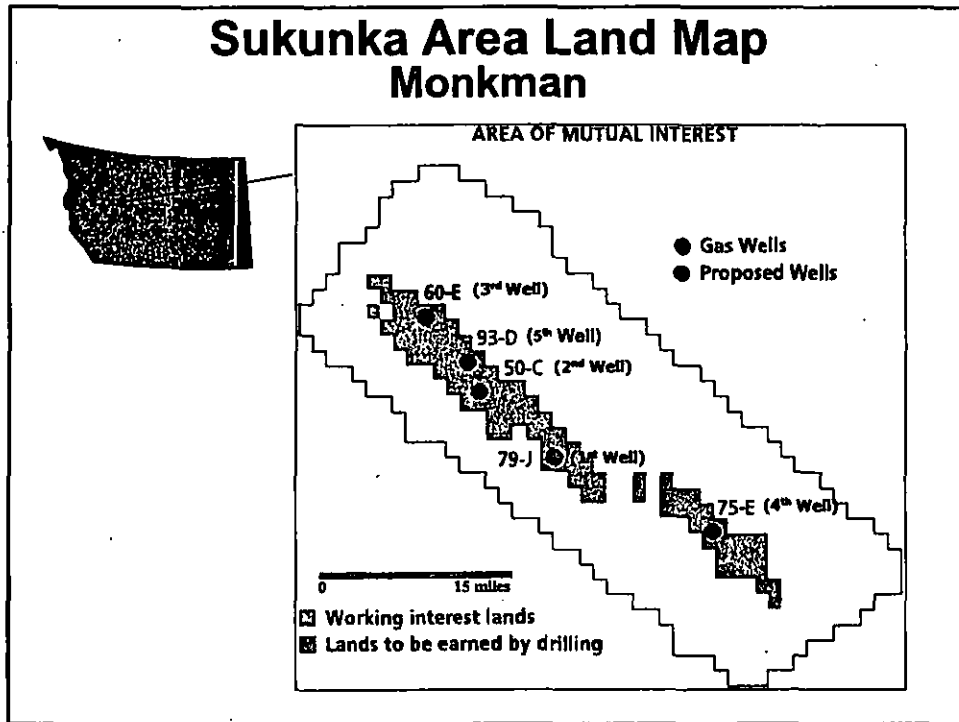 Sukunka Area Land Map
Monkman
AREA OF MUTUAL INTEREST
Gas Wells
Proposed Wells
60-E (3rd Well)
93-D (5th Well)
50-C (2nd Well)
79-J (1st Well)
75-E (4th Well)
0 15 miles
Working interest lands
Lands to be earned by drilling